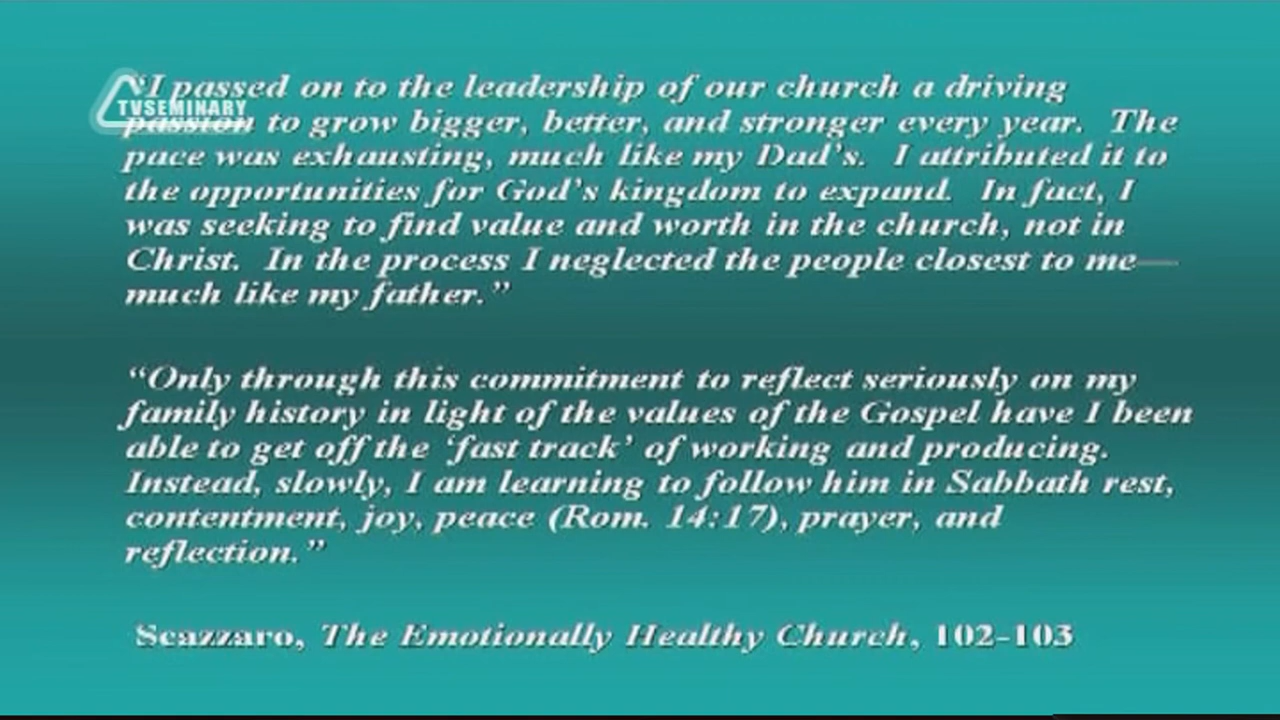 “I passed on to the leadership of our church a driving
TVSEMINARY
passion to grow bigger, better, and stronger every year. The
pace was exhausting, much like my Dad’s. I attributed it to
the opportunities for God’s kingdom to expand. In fact, I
was seeking to find value and worth in the church, not in
Christ. In the process I neglected the people closest to me—
much like my father.”
“Only through this commitment to reflect seriously on my
family history in light of the values of the Gospel have I been
able to get off the ‘fast track’ of working and producing.
Instead, slowly, I am learning to follow him in Sabbath rest,
contentment, joy, peace (Rom. 14:17), prayer, and
reflection.”
Scazzaro, The Emotionally Healthy Church, 102-103